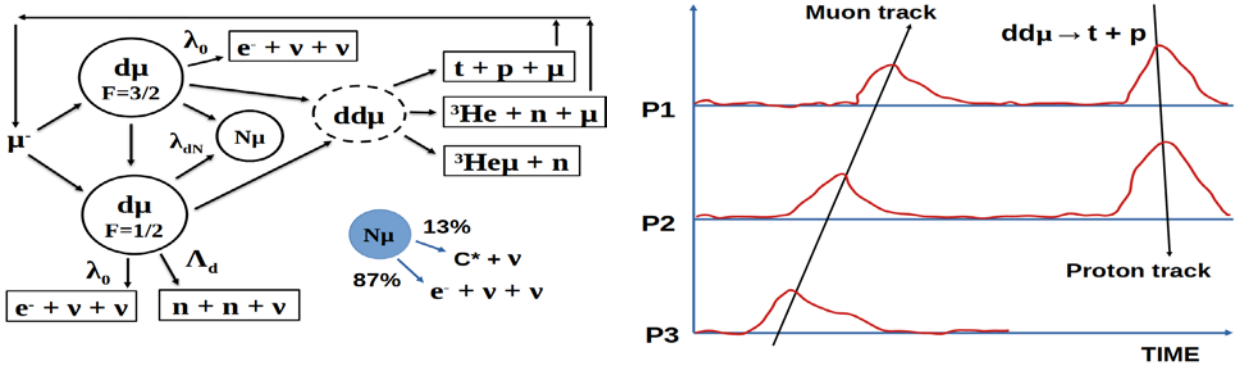 λ₀
e⁻ + ν + ν
dμ
F=3/2
t + p + μ
ddμ
³He + n + μ
μ⁻
Nμ
λdN
³Heμ + n
dμ
F=1/2
Nμ
13%
C* + ν
87%
e⁻ + ν + ν
λ₀
Λd
e⁻ + ν + ν
n + n + ν
Muon track
ddμ → t + p
P1
P2
Proton track
P3
TIME